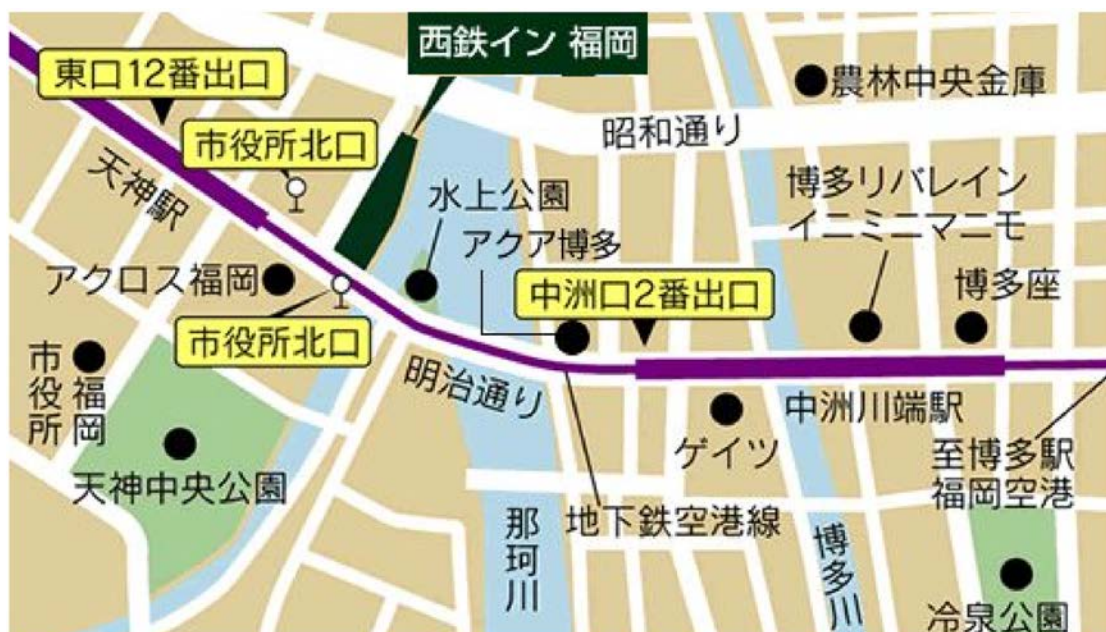 西鉄イン 福岡
東口12番出口
農林中央金庫
市役所北口
昭和通り
天神駅
水上公園
博多リバレイン
イニミニマニモ
アクア博多
アクロス福岡
中洲口2番出口
博多座
市役所北口
福岡
市役所
明治通り
中洲川端駅
ゲイツ
至博多駅
福岡空港
天神中央公園
地下鉄空港線
那珂川
博多川
冷泉公園